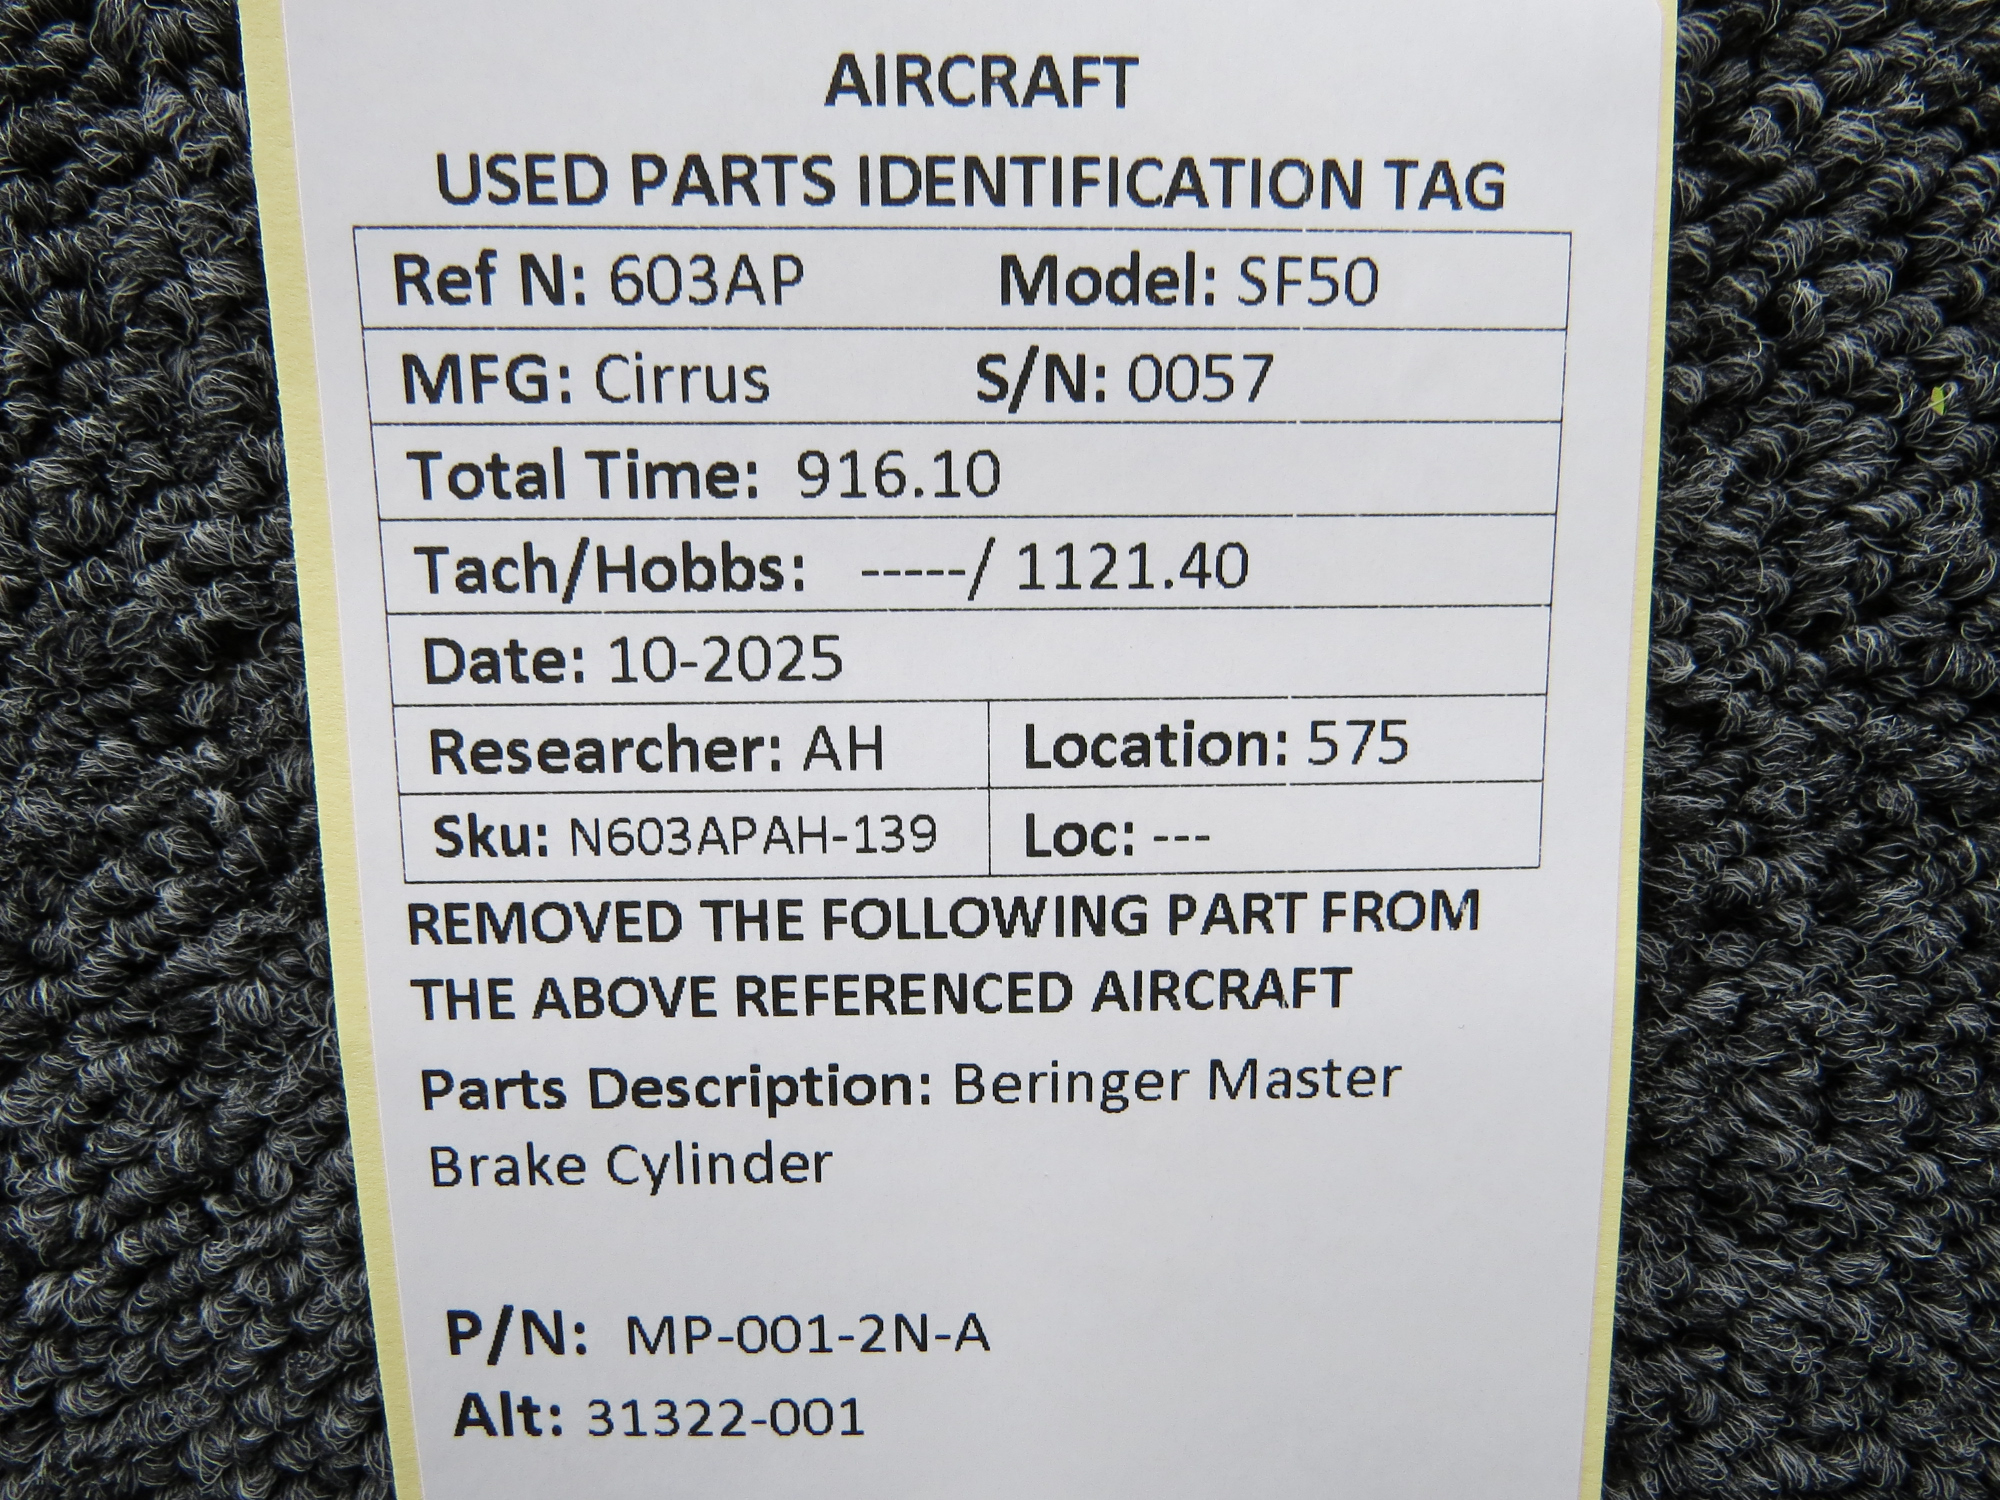 AIRCRAFT
USED PARTS IDENTIFICATION TAG
Ref N: 603AP Model: SF50
MFG: Cirrus S/N: 0057
Total Time: 916.10
Tach/Hobbs: -----/ 1121.40
Date: 10-2025
Researcher: AH Location: 575
Sku: N603APAH-139 Loc: ---
REMOVED THE FOLLOWING PART FROM
THE ABOVE REFERENCED AIRCRAFT
Parts Description: Beringer Master
Brake Cylinder
P/N: MP-001-2N-A
Alt: 31322-001